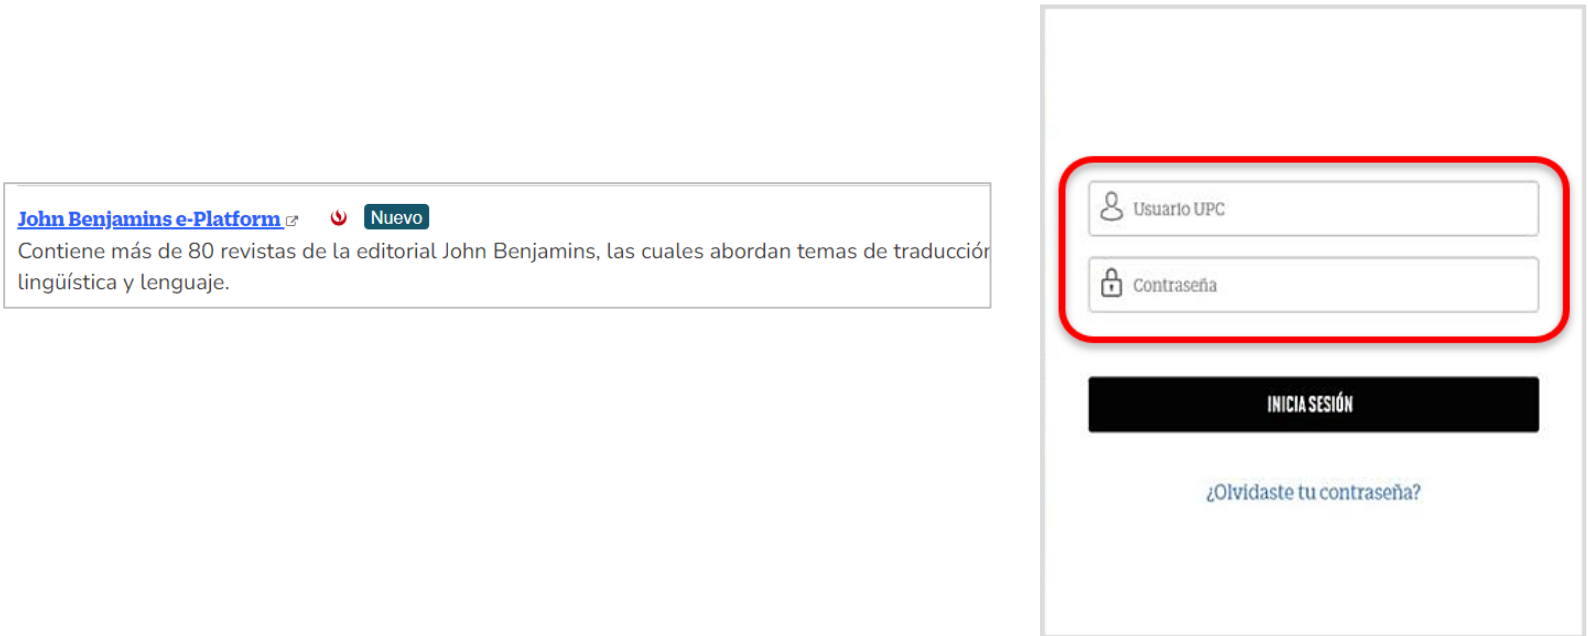 John Benjamins e-Platform Nuevo
Contiene más de 80 revistas de la editorial John Benjamins, las cuales abordan temas de traducción
lingüística y lenguaje.
Usuario UPC
Contraseña
INICIA SESIÓN
¿Olvidaste tu contraseña?